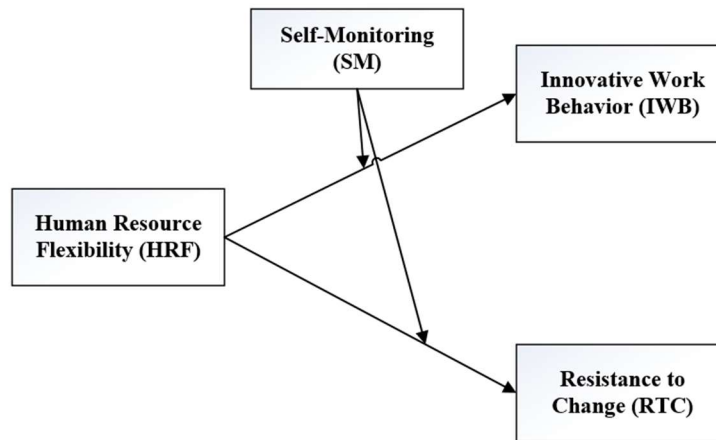 Self-Monitoring
(SM)
Innovative Work
Behavior (IWB)
Human Resource
Flexibility (HRF)
Resistance to
Change (RTC)